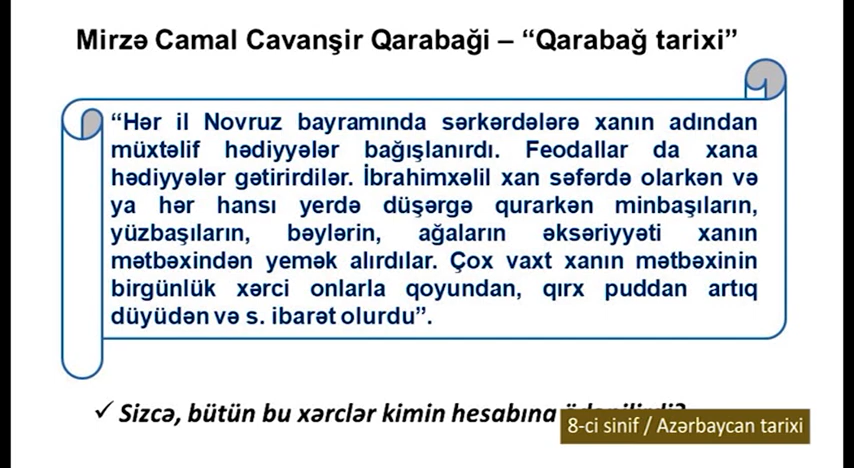 Mirzə Camal Cavanşir Qarabaği – “Qarabağ tarixi”
“Hər il Novruz bayramında sərkərdələrə xanın adından
müxtəlif hədiyyələr bağışlanırdı. Feodallar da xana
hədiyyələr gətirirdilər. İbrahimxəlil xan səfərdə olarkən və
ya hər hansı yerdə düşərgə qurarkən minbaşıların,
yüzbaşıların, bəylərin, ağaların əksəriyyəti xanın
mətbəxindən yemək alırdılar. Çox vaxt xanın mətbəxinin
birgünlük xərci onlarla qoyundan, qırx puddan artıq
düyüdən və s. ibarət olurdu”.
✓ Sizcə, bütün bu xərclər kimin hesabına
8-ci sinif / Azərbaycan tarixi